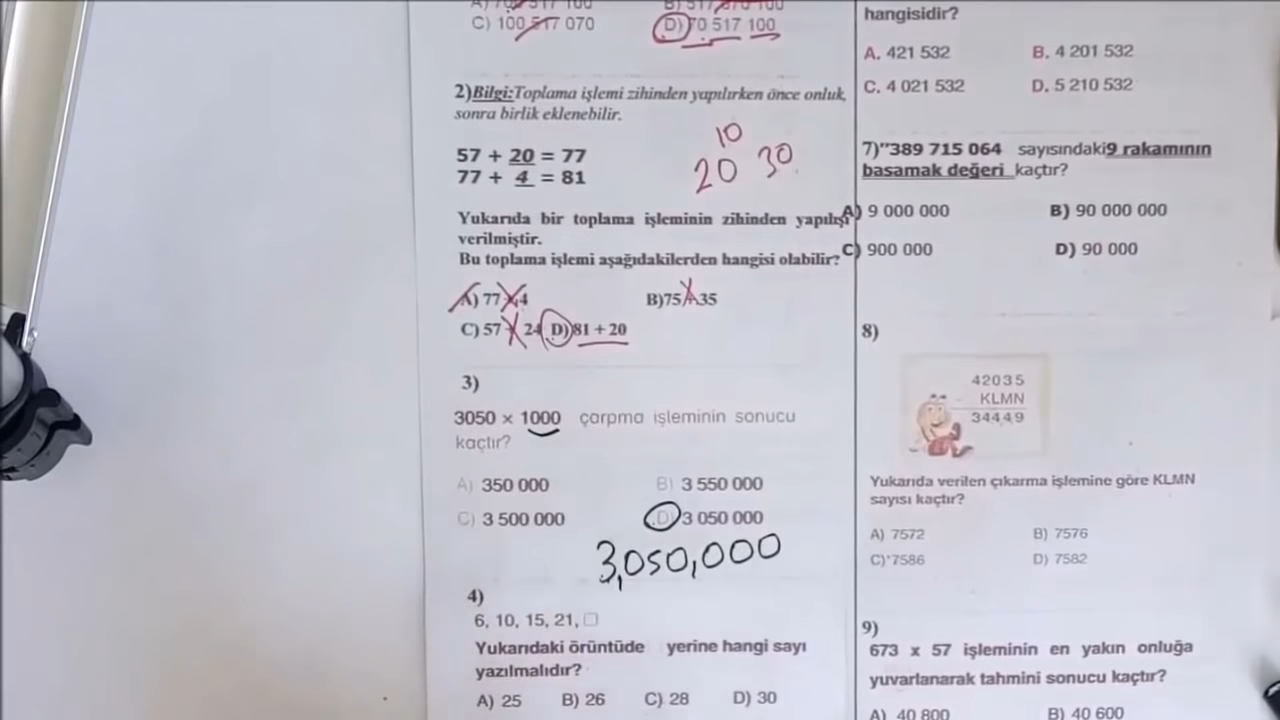 C) 100 517 070 D) 70 517 100
2)Bilgi:Toplama işlemi zihinden yapılırken önce onluk,
sonra birlik eklenebilir.
57 + 20 = 77
77 + 4 = 81
10
20 30
Yukarıda bir toplama işleminin zihinden yapılışı
verilmiştir.
Bu toplama işlemi aşağıdakilerden hangisi olabilir?
A) 77 4 B)75 35
C) 57 24 D) 81 + 20
3)
3050 × 1000 çarpma işleminin sonucu
kaçtır?
A) 350 000 B) 3 550 000
C) 3 500 000 D) 3 050 000
3,050,000
4)
6, 10, 15, 21, □
Yukarıdaki örüntüde yerine hangi sayı
yazılmalıdır?
A) 25 B) 26 C) 28 D) 30
hangisidir?
A. 421 532 B. 4 201 532
C. 4 021 532 D. 5 210 532
7)"389 715 064 sayısındaki9 rakamının
basamak değeri kaçtır?
A) 9 000 000 B) 90 000 000
C) 900 000 D) 90 000
8)
42035
- KLMN
34449
Yukarıda verilen çıkarma işlemine göre KLMN
sayısı kaçtır?
A) 7572 B) 7576
C) 7586 D) 7582
9)
673 x 57 işleminin en yakın onluğa
yuvarlanarak tahmini sonucu kaçtır?
A) 40 800 B) 40 600